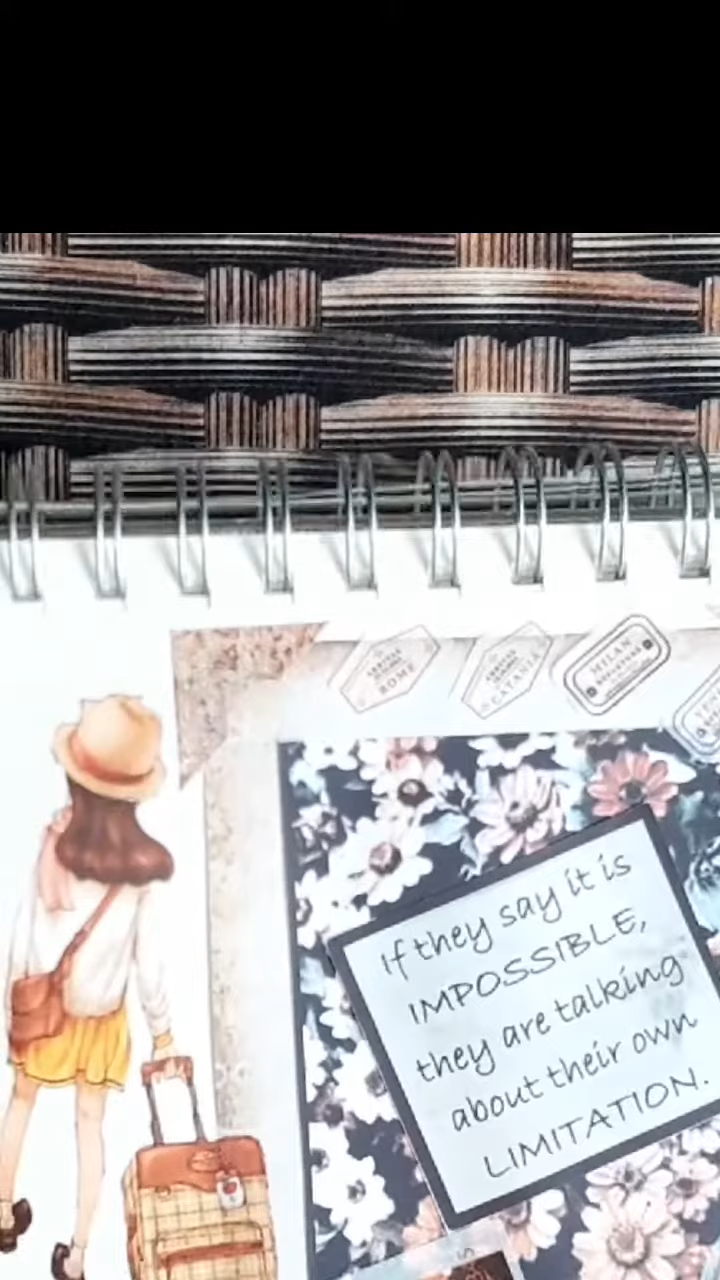 ROME
CATANIA
MILAN
If they say it is
IMPOSSIBLE,
they are talking
about their own
LIMITATION.